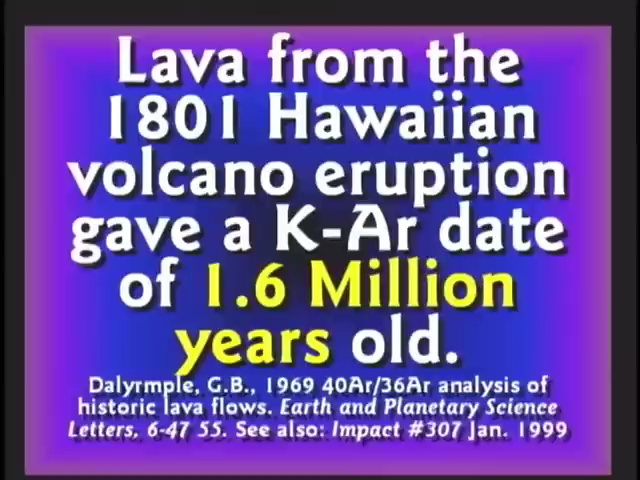 Lava from the
1801 Hawaiian
volcano eruption
gave a K-Ar date
of 1.6 Million
years old.
Dalyrmple, G.B., 1969 40Ar/36Ar analysis of
historic lava flows. Earth and Planetary Science
Letters, 6-47 55. See also: Impact #307 Jan. 1999